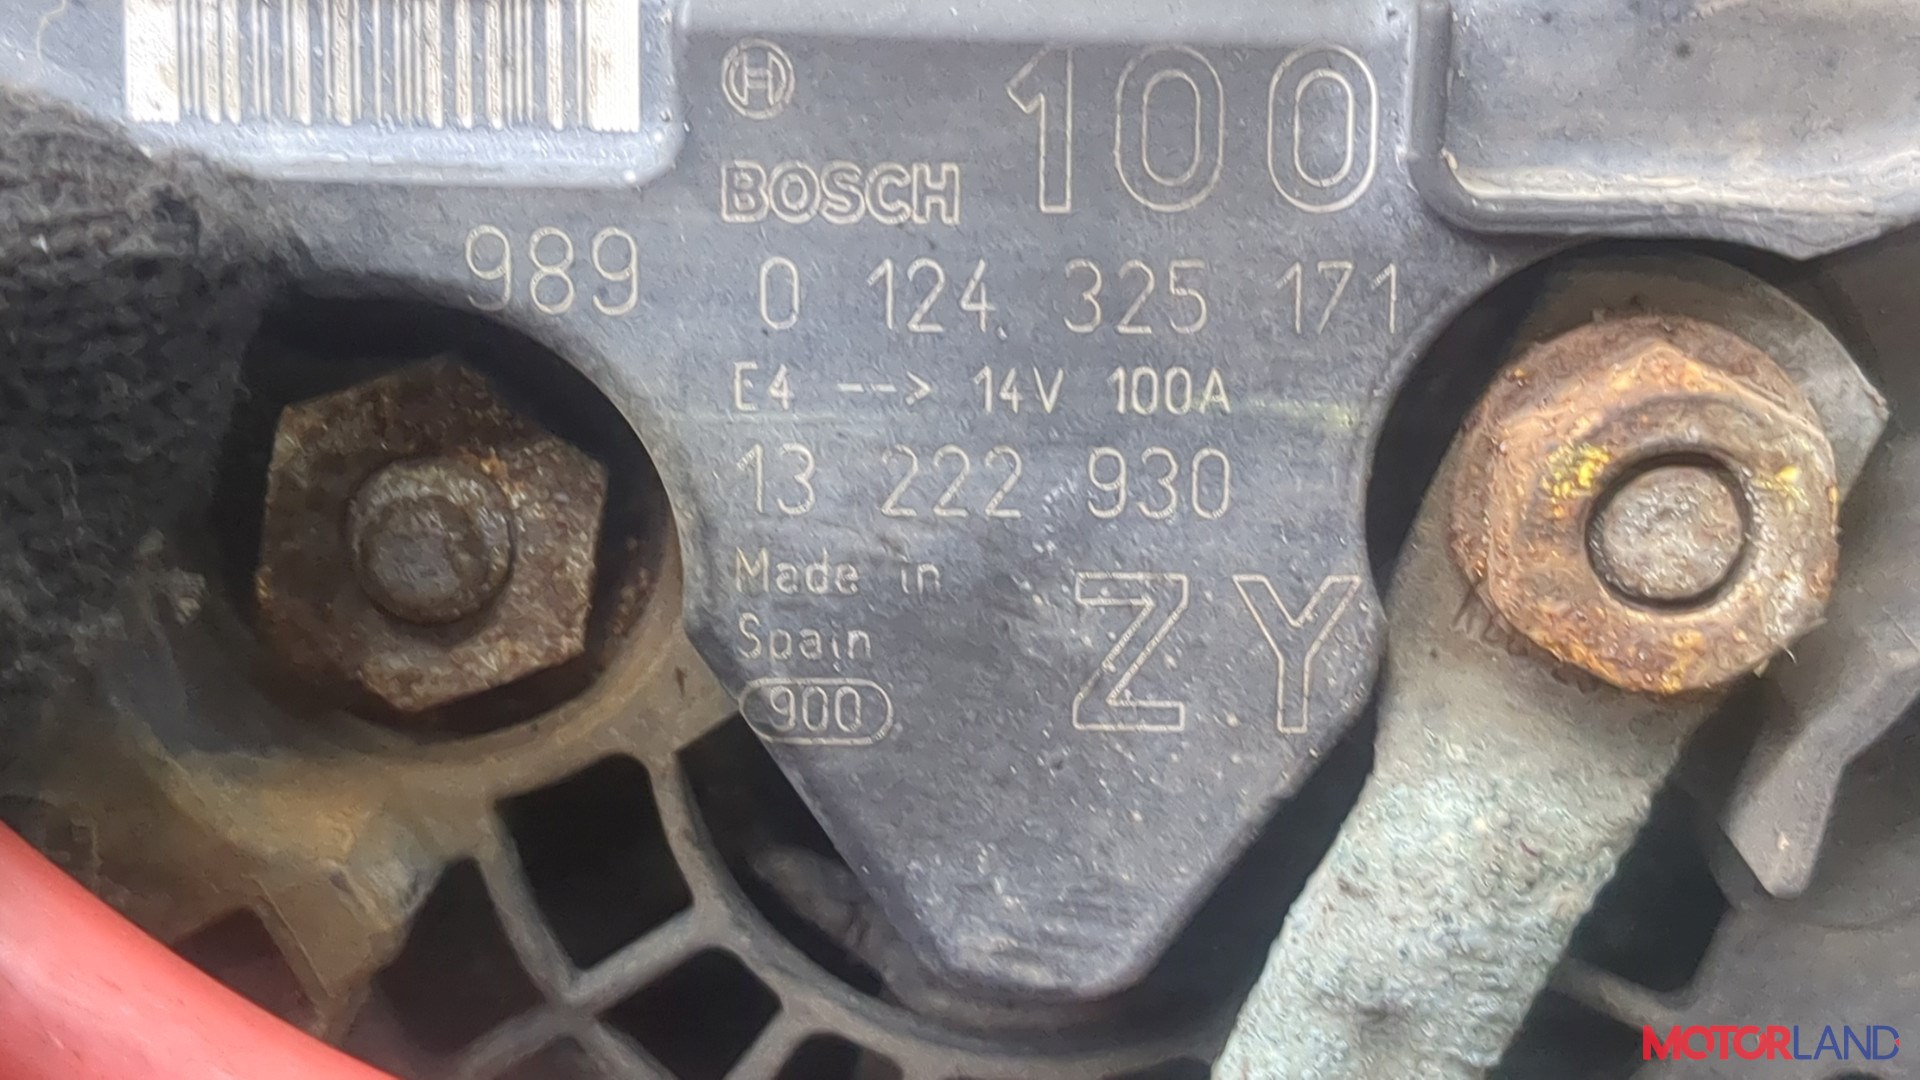 100
BOSCH
989 0 124 325 171
E4 --> 14V 100A
13 222 930
Made in
Spain
ZY
900
MOTORLAND